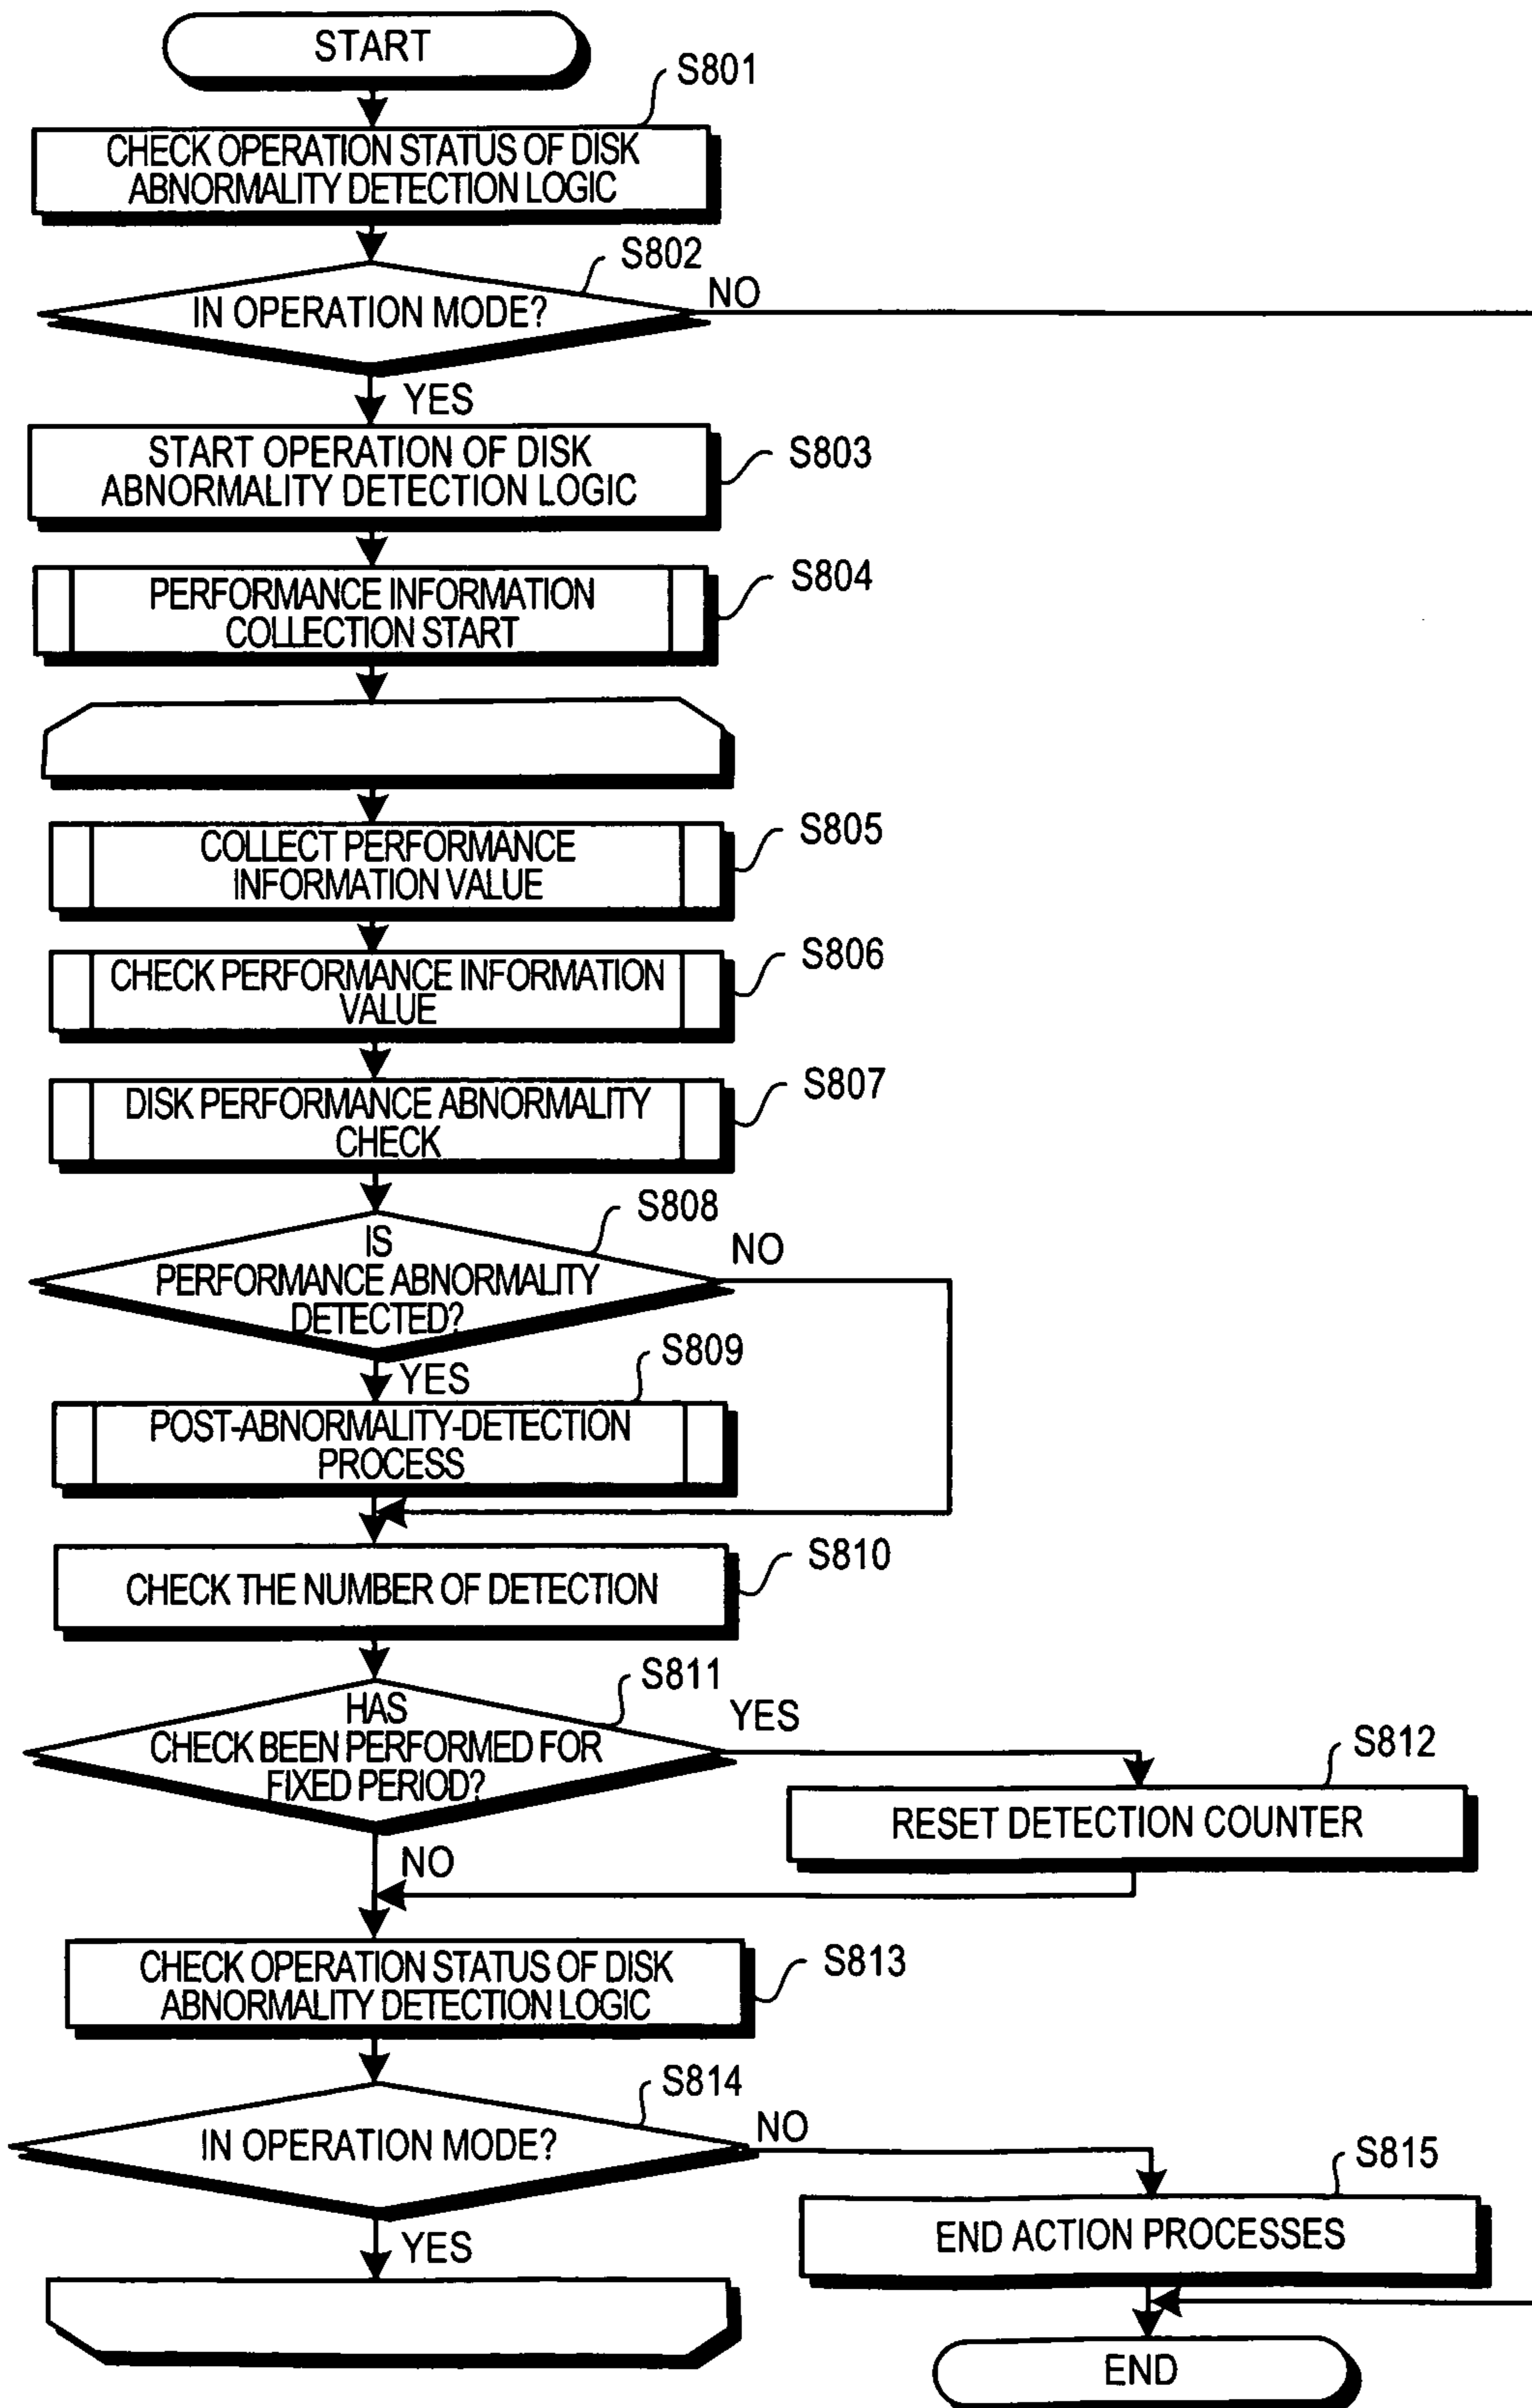 START
S801
CHECK OPERATION STATUS OF DISK
ABNORMALITY DETECTION LOGIC
S802
IN OPERATION MODE?
NO
YES
START OPERATION OF DISK
ABNORMALITY DETECTION LOGIC
S803
PERFORMANCE INFORMATION
COLLECTION START
S804
COLLECT PERFORMANCE
INFORMATION VALUE
S805
CHECK PERFORMANCE INFORMATION
VALUE
S806
DISK PERFORMANCE ABNORMALITY
CHECK
S807
S808
IS
PERFORMANCE ABNORMALITY
DETECTED?
NO
YES
S809
POST-ABNORMALITY-DETECTION
PROCESS
CHECK THE NUMBER OF DETECTION
S810
S811
HAS
CHECK BEEN PERFORMED FOR
FIXED PERIOD?
YES
S812
RESET DETECTION COUNTER
NO
CHECK OPERATION STATUS OF DISK
ABNORMALITY DETECTION LOGIC
S813
S814
IN OPERATION MODE?
NO
S815
END ACTION PROCESSES
YES
END